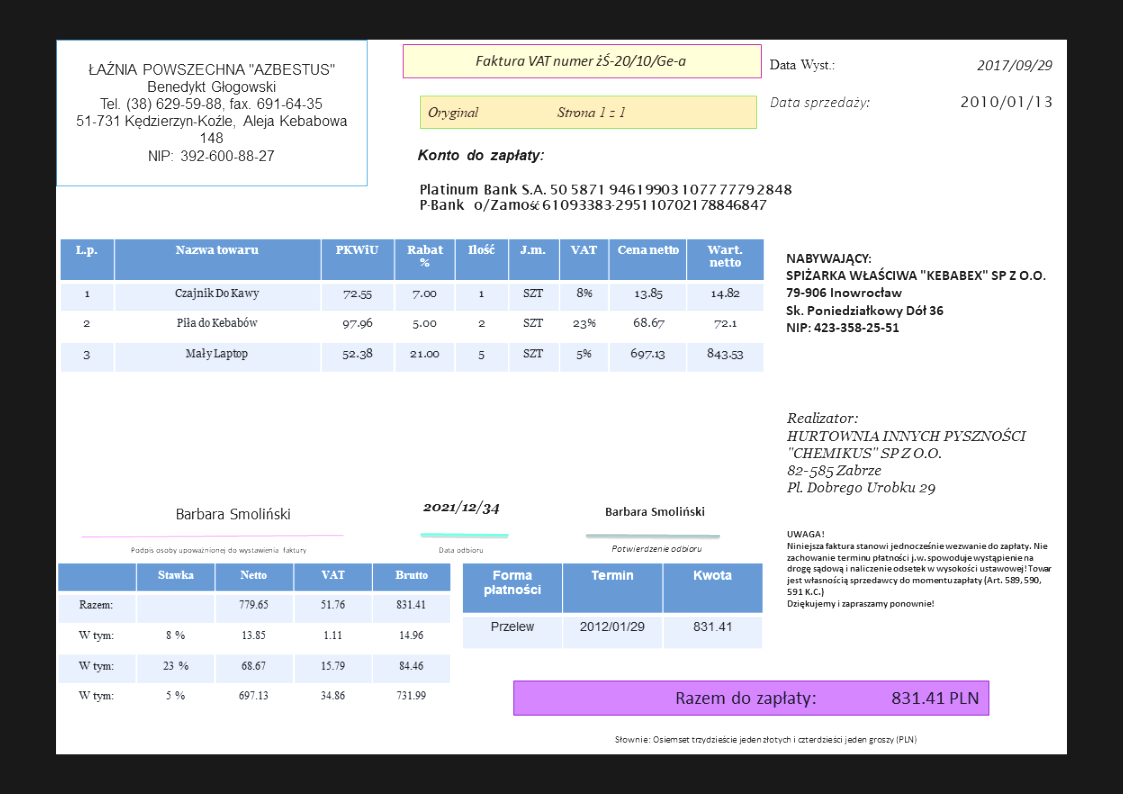 ŁAŹNIA POWSZECHNA "AZBESTUS"
Benedykt Głogowski
Tel. (38) 629-59-88, fax. 691-64-35
51-731 Kędzierzyn-Koźle, Aleja Kebabowa
148
NIP: 392-600-88-27
Faktura VAT numer żŚ-20/10/Ge-a
Oryginał Strona 1 z 1
Data Wyst.: 2017/09/29
Data sprzedaży: 2010/01/13
Konto do zapłaty:
Platinum Bank S.A. 50 5871 94619903 1077 7779 2848
P-Bank o/Zamość 61093383-295110702178846847
L.p. Nazwa towaru PKWiU Rabat % Ilość J.m. VAT Cena netto Wart. netto
1 Czajnik Do Kawy 72.55 7.00 1 SZT 8% 13.85 14.82
2 Piła do Kebabów 97.96 5.00 2 SZT 23% 68.67 72.1
3 Mały Laptop 52.38 21.00 5 SZT 5% 697.13 843.53
NABYWAJĄCY:
SPIŻARKA WŁAŚCIWA "KEBABEX" SP Z O.O.
79-906 Inowrocław
Sk. Poniedziałkowy Dół 36
NIP: 423-358-25-51
Realizator:
HURTOWNIA INNYCH PYSZNOŚCI
"CHEMIKUS" SP Z O.O.
82-585 Zabrze
Pl. Dobrego Urobku 29
Barbara Smoliński
Podpis osoby upoważnionej do wystawienia faktury
2021/12/34
Data odbioru
Barbara Smoliński
Potwierdzenie odbioru
UWAGA!
Niniejsza faktura stanowi jednocześnie wezwanie do zapłaty. Nie
zachowanie terminu płatności j.w. spowoduje wystąpienie na
drogę sądową i naliczenie odsetek w wysokości ustawowej! Towar
jest własnością sprzedawcy do momentu zapłaty (Art. 589, 590,
591 K.C.)
Dziękujemy i zapraszamy ponownie!
Stawka Netto VAT Brutto
Razem: 779.65 51.76 831.41
W tym: 8 % 13.85 1.11 14.96
W tym: 23 % 68.67 15.79 84.46
W tym: 5 % 697.13 34.86 731.99
Forma płatności Termin Kwota
Przelew 2012/01/29 831.41
Razem do zapłaty: 831.41 PLN
Słownie: Osiemset trzydzieście jeden złotych i czterdzieści jeden groszy (PLN)